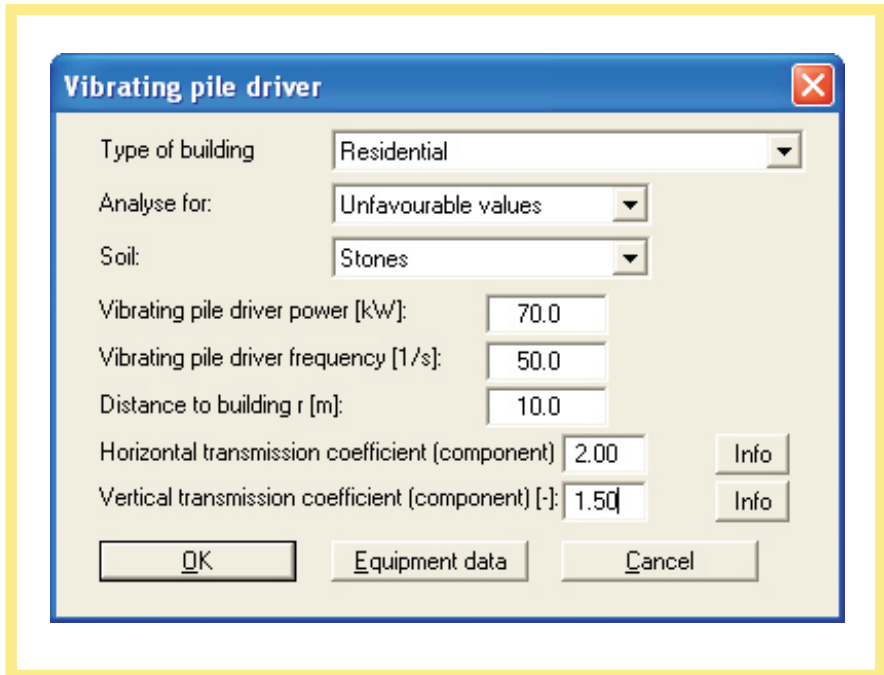 Vibrating pile driver
Type of building Residential
Analyse for: Unfavourable values
Soil: Stones
Vibrating pile driver power [kW]: 70.0
Vibrating pile driver frequency [1/s]: 50.0
Distance to building r [m]: 10.0
Horizontal transmission coefficient (component) 2.00 Info
Vertical transmission coefficient (component) [-]: 1.50 Info
OK Equipment data Cancel